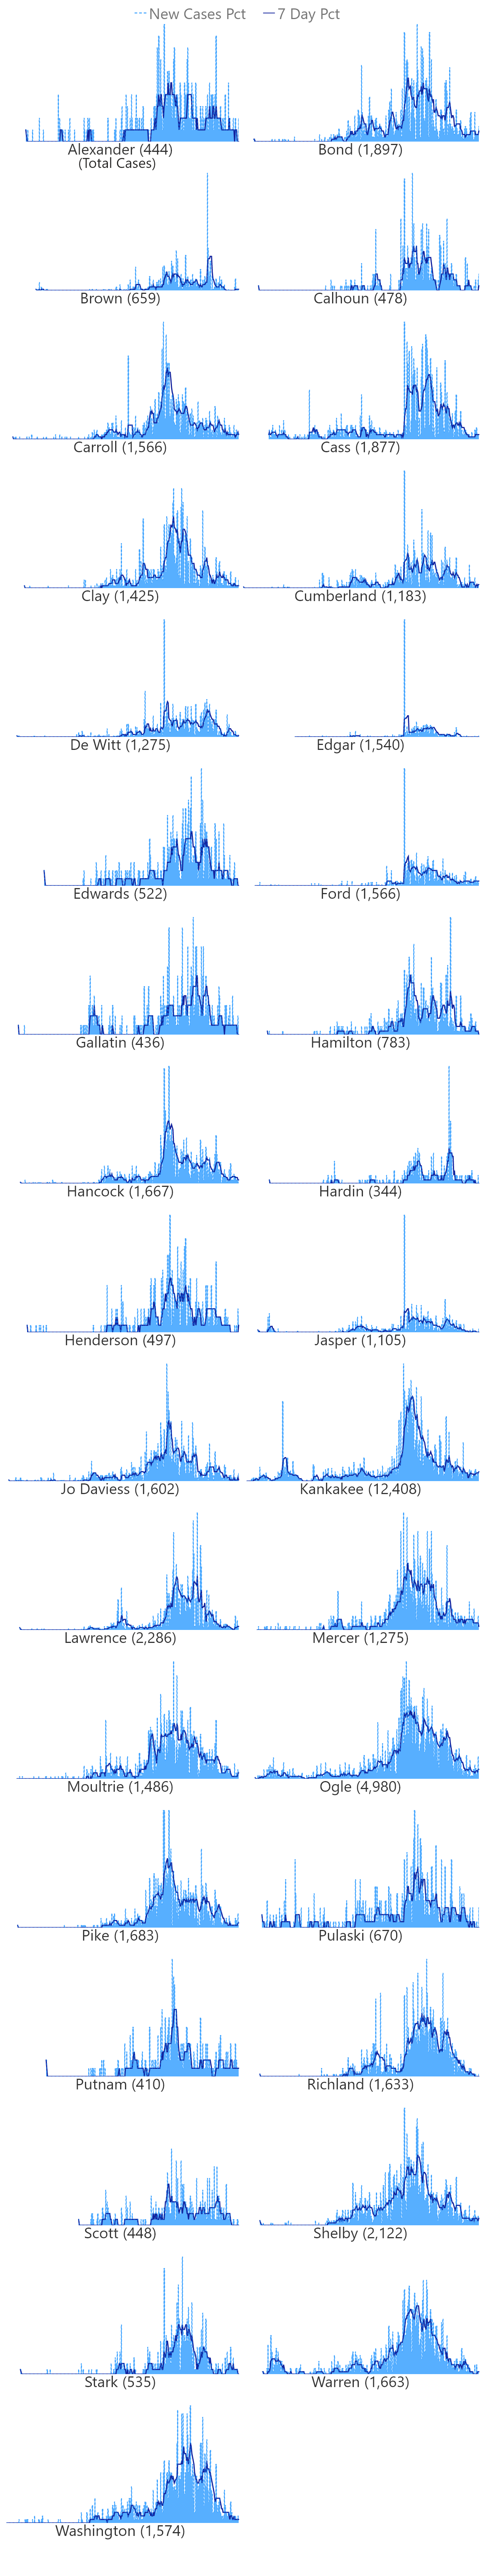 New Cases Pct 7 Day Pct
Alexander (444) Bond (1,897)
(Total Cases)
Brown (659) Calhoun (478)
Carroll (1,566) Cass (1,877)
Clay (1,425) Cumberland (1,183)
De Witt (1,275) Edgar (1,540)
Edwards (522) Ford (1,566)
Gallatin (436) Hamilton (783)
Hancock (1,667) Hardin (344)
Henderson (497) Jasper (1,105)
Jo Daviess (1,602) Kankakee (12,408)
Lawrence (2,286) Mercer (1,275)
Moultrie (1,486) Ogle (4,980)
Pike (1,683) Pulaski (670)
Putnam (410) Richland (1,633)
Scott (448) Shelby (2,122)
Stark (535) Warren (1,663)
Washington (1,574)